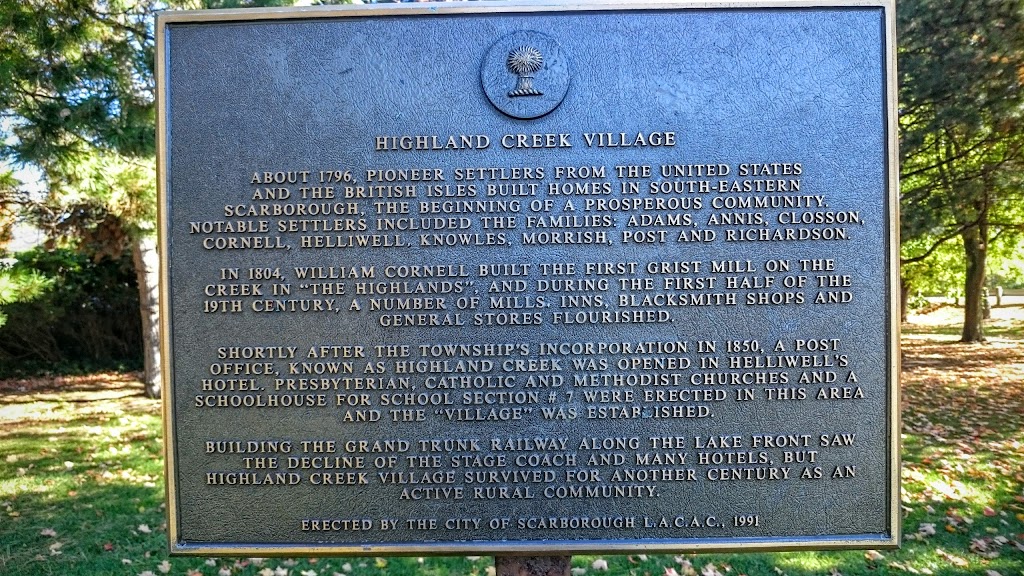 HIGHLAND CREEK VILLAGE
ABOUT 1796, PIONEER SETTLERS FROM THE UNITED STATES
AND THE BRITISH ISLES BUILT HOMES IN SOUTH-EASTERN
SCARBOROUGH, THE BEGINNING OF A PROSPEROUS COMMUNITY.
NOTABLE SETTLERS INCLUDED THE FAMILIES: ADAMS, ANNIS, CLOSSON,
CORNELL, HELLIWELL, KNOWLES, MORRISH, POST AND RICHARDSON.
IN 1804, WILLIAM CORNELL BUILT THE FIRST GRIST MILL ON THE
CREEK IN "THE HIGHLANDS", AND DURING THE FIRST HALF OF THE
19TH CENTURY, A NUMBER OF MILLS, INNS, BLACKSMITH SHOPS AND
GENERAL STORES FLOURISHED.
SHORTLY AFTER THE TOWNSHIP'S INCORPORATION IN 1850, A POST
OFFICE, KNOWN AS HIGHLAND CREEK WAS OPENED IN HELLIWELL'S
HOTEL. PRESBYTERIAN, CATHOLIC AND METHODIST CHURCHES AND A
SCHOOLHOUSE FOR SCHOOL SECTION # 7 WERE ERECTED IN THIS AREA
AND THE "VILLAGE" WAS ESTABLISHED.
BUILDING THE GRAND TRUNK RAILWAY ALONG THE LAKE FRONT SAW
THE DECLINE OF THE STAGE COACH AND MANY HOTELS, BUT
HIGHLAND CREEK VILLAGE SURVIVED FOR ANOTHER CENTURY AS AN
ACTIVE RURAL COMMUNITY.
ERECTED BY THE CITY OF SCARBOROUGH L.A.C.A.C., 1991